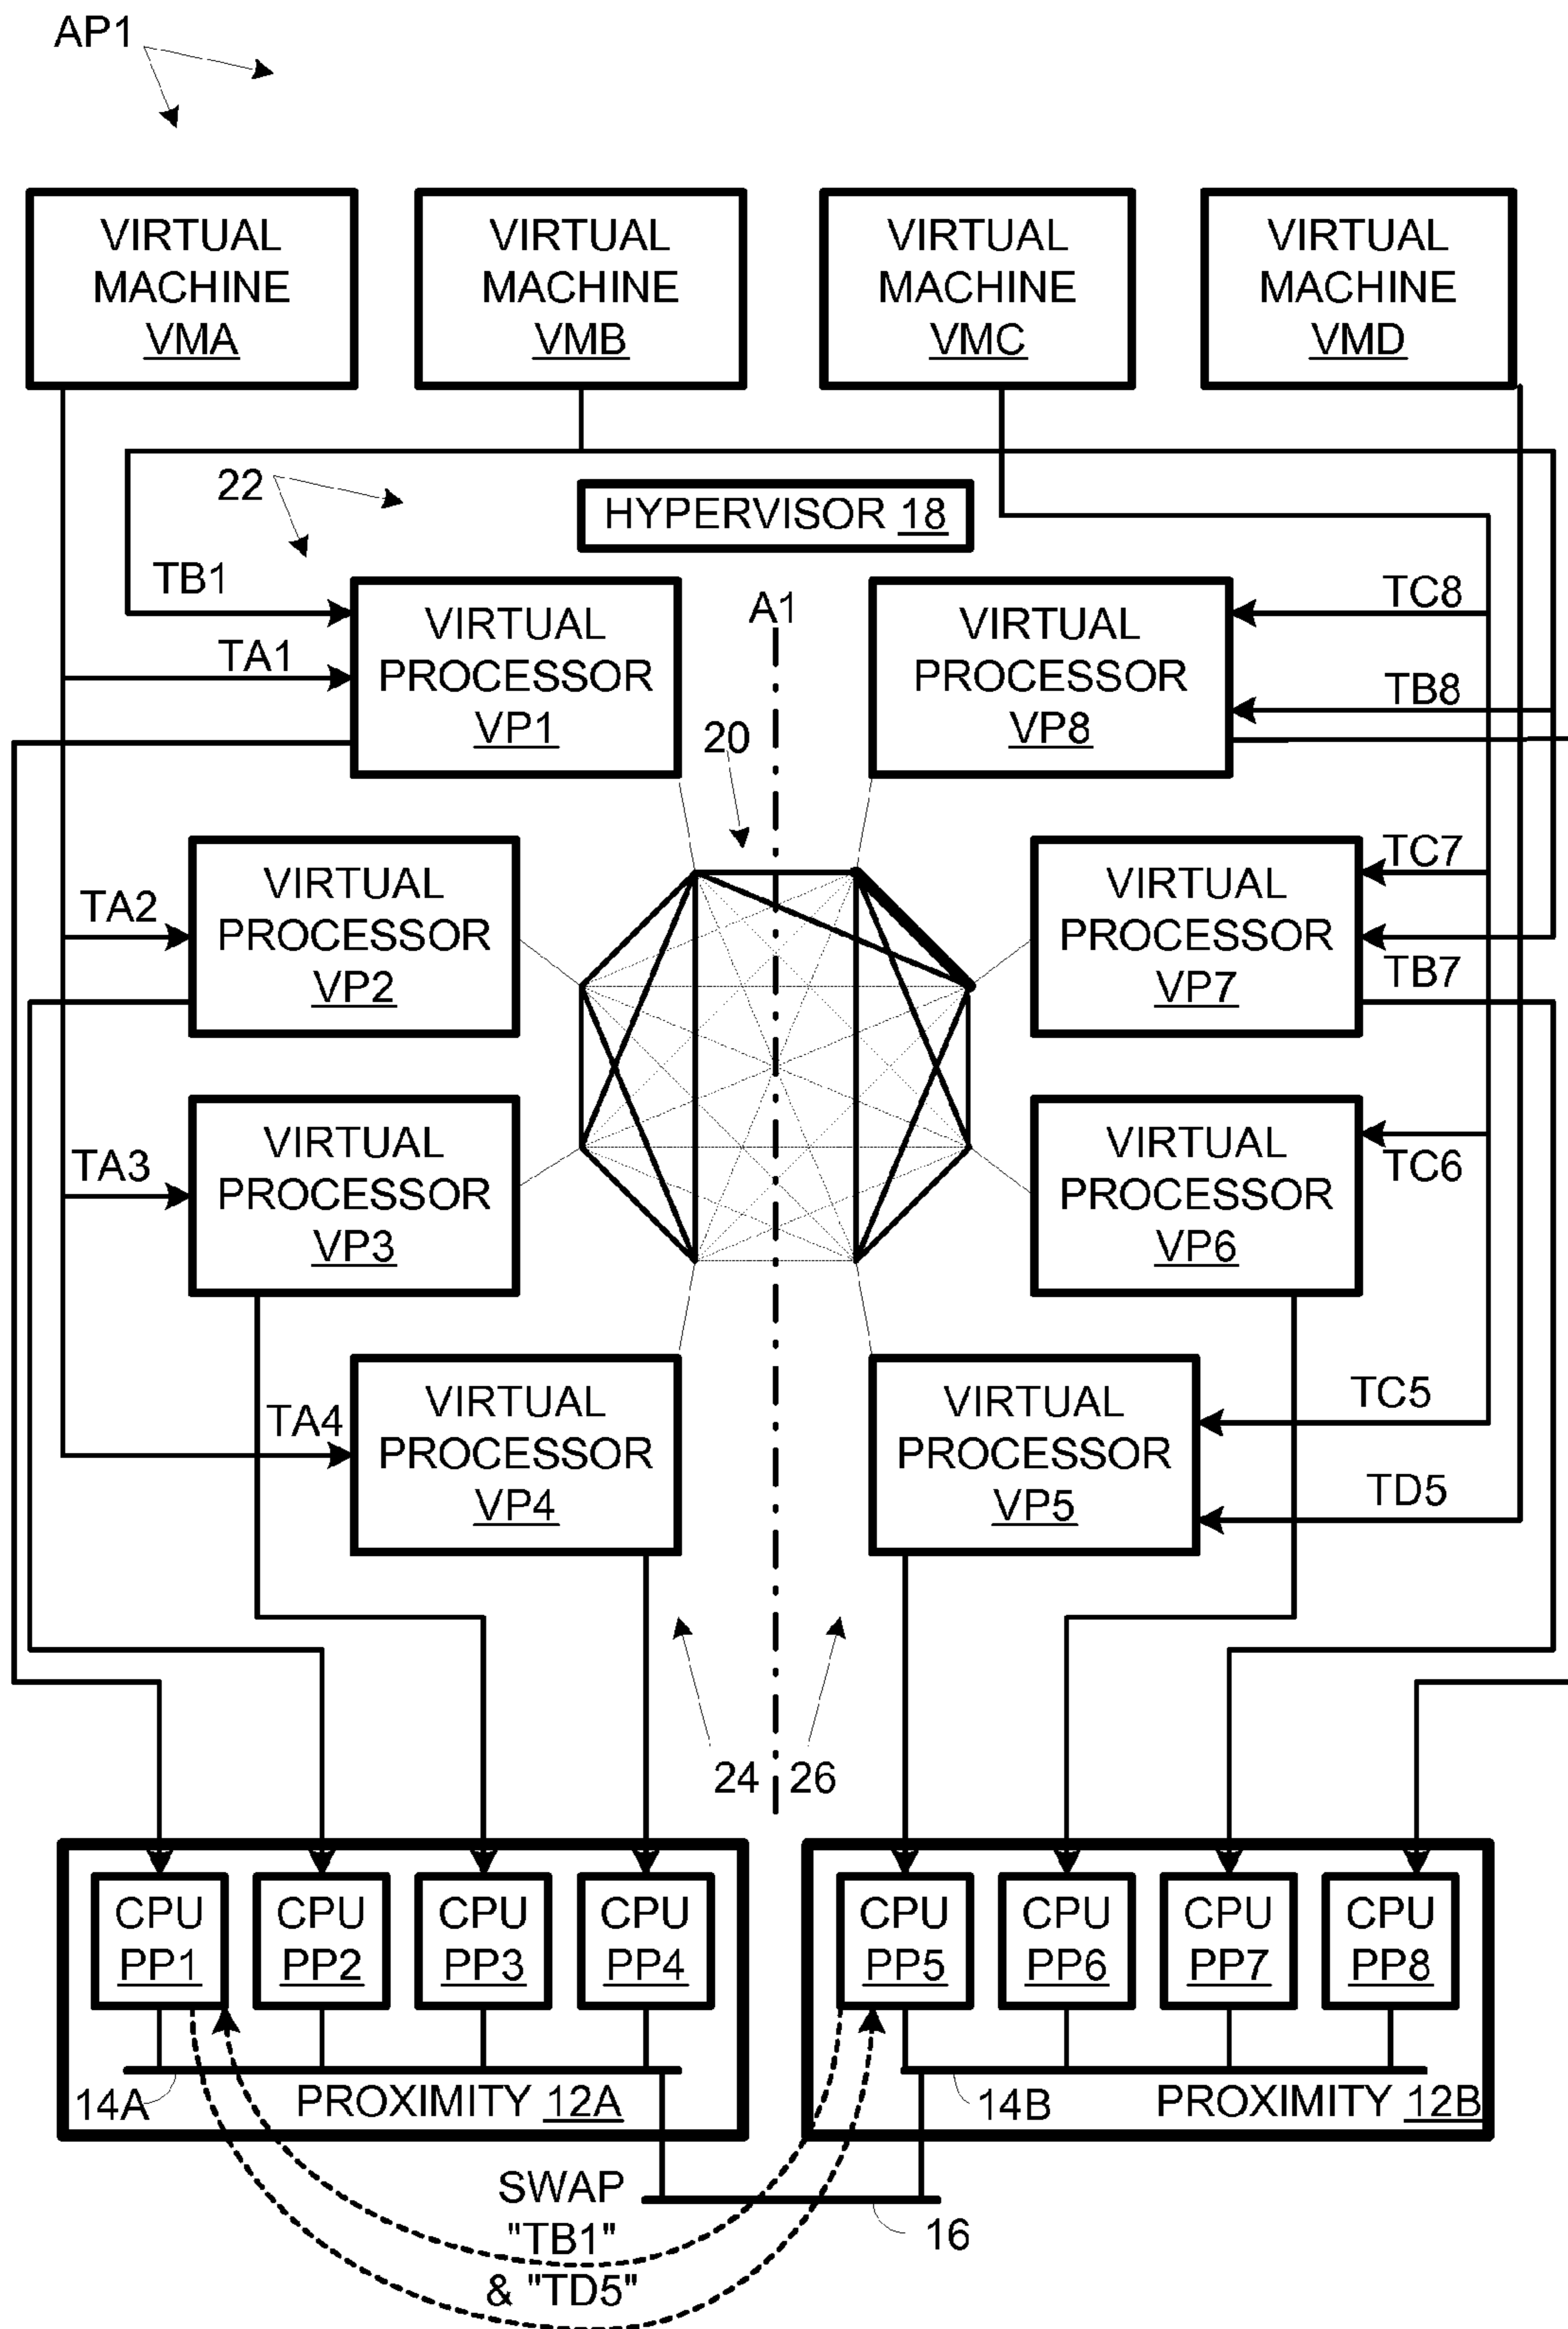 AP1
VIRTUAL
MACHINE
VMA
VIRTUAL
MACHINE
VMB
VIRTUAL
MACHINE
VMC
VIRTUAL
MACHINE
VMD
22
HYPERVISOR 18
TB1
TA1
VIRTUAL
PROCESSOR
VP1
A1
VIRTUAL
PROCESSOR
VP8
TC8
TB8
20
TA2
VIRTUAL
PROCESSOR
VP2
VIRTUAL
PROCESSOR
VP7
TC7
TB7
TA3
VIRTUAL
PROCESSOR
VP3
VIRTUAL
PROCESSOR
VP6
TC6
TA4
VIRTUAL
PROCESSOR
VP4
VIRTUAL
PROCESSOR
VP5
TC5
TD5
24
26
CPU
PP1
CPU
PP2
CPU
PP3
CPU
PP4
CPU
PP5
CPU
PP6
CPU
PP7
CPU
PP8
14A
PROXIMITY 12A
14B
PROXIMITY 12B
SWAP
"TB1"
& "TD5"
16